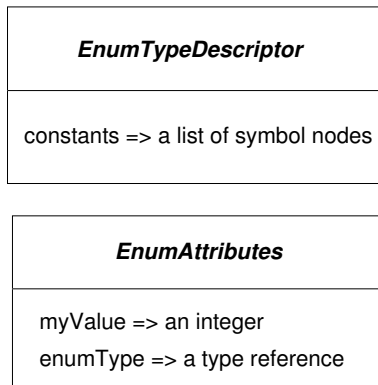 EnumTypeDescriptor
constants => a list of symbol nodes
EnumAttributes
myValue => an integer
enumType => a type reference